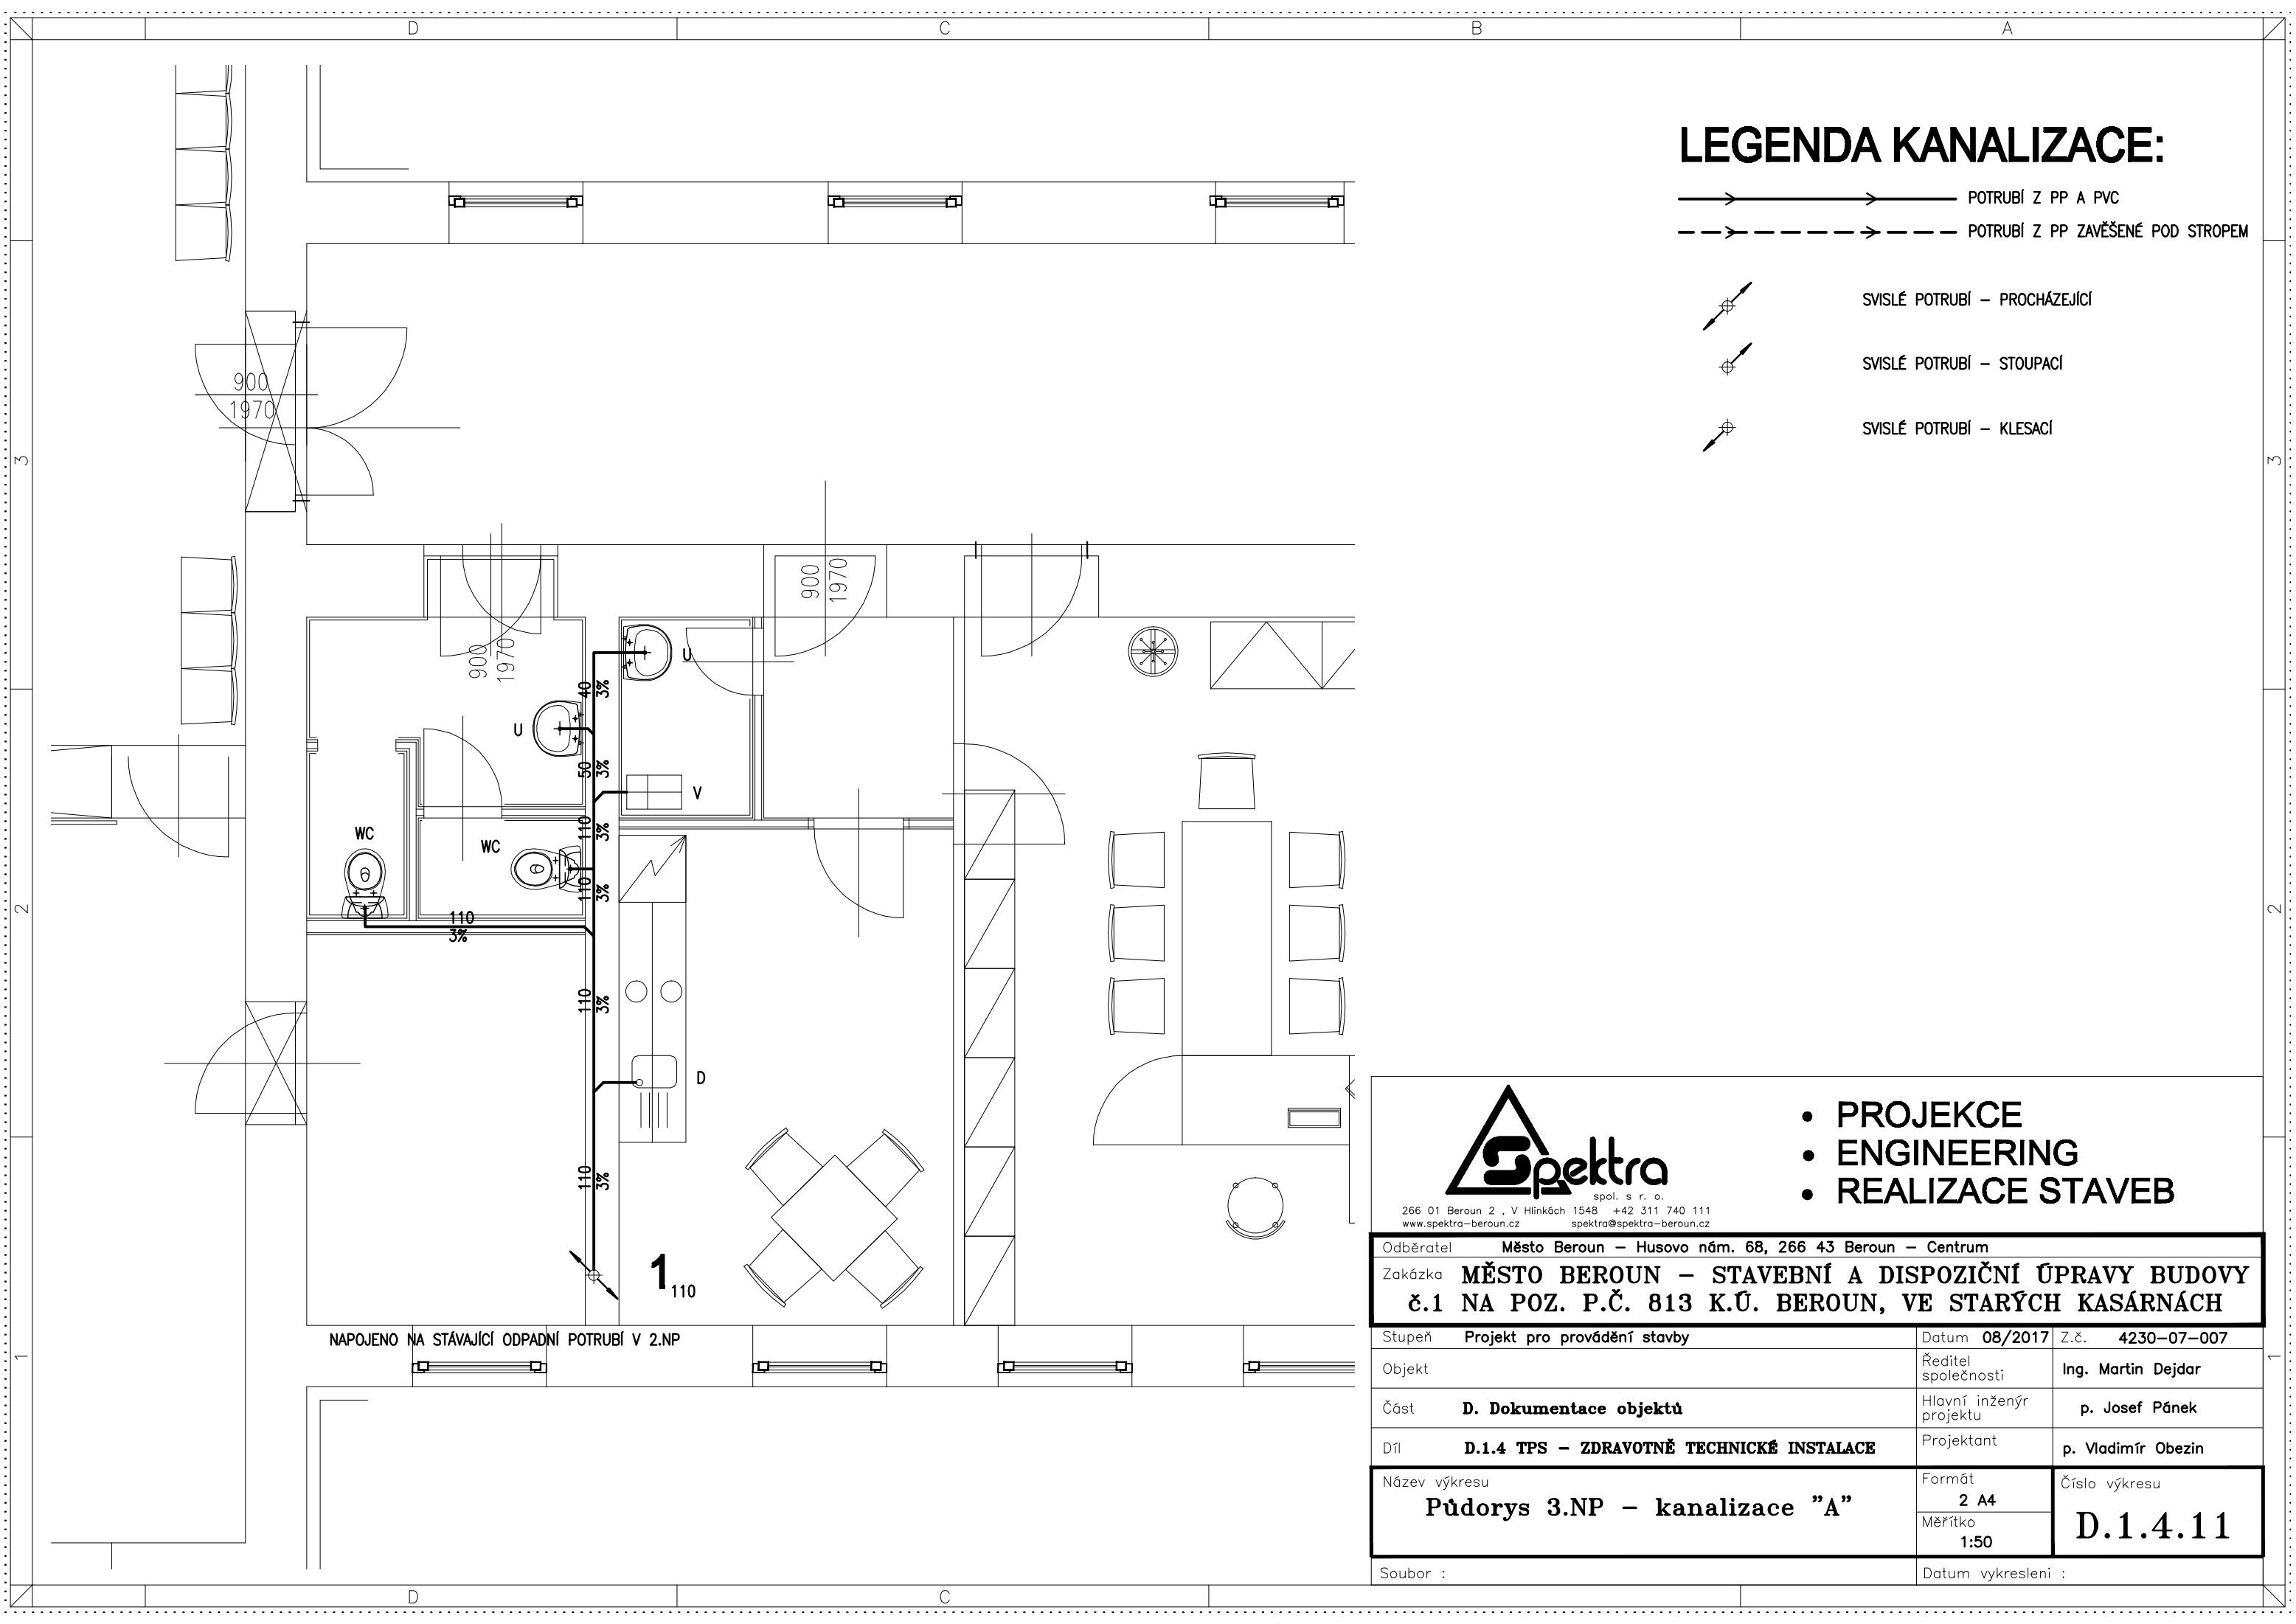 D
C
B
A
LEGENDA KANALIZACE:
POTRUBÍ Z PP A PVC
POTRUBÍ Z PP ZAVĚŠENÉ POD STROPEM
SVISLÉ POTRUBÍ – PROCHÁZEJÍCÍ
SVISLÉ POTRUBÍ – STOUPACÍ
SVISLÉ POTRUBÍ – KLESACÍ
900
1970
3
3
900
1970
900
1970
U
40
3%
U
50
3%
V
110
3%
WC
WC
110
3%
110
3%
2
2
110
3%
D
110
3%
1
110
NAPOJENO NA STÁVAJÍCÍ ODPADNÍ POTRUBÍ V 2.NP
1
1
Spektra
spol. s r. o.
266 01 Beroun 2 , V Hlinkách 1548 +42 311 740 111
www.spektra–beroun.cz spektra@spektra–beroun.cz
• PROJEKCE
• ENGINEERING
• REALIZACE STAVEB
Odběratel Město Beroun – Husovo nám. 68, 266 43 Beroun – Centrum
Zakázka MĚSTO BEROUN – STAVEBNÍ A DISPOZIČNÍ ÚPRAVY BUDOVY
č.1 NA POZ. P.Č. 813 K.Ú. BEROUN, VE STARÝCH KASÁRNÁCH
Stupeň Projekt pro provádění stavby
Datum 08/2017 Z.č. 4230–07–007
Objekt
Ředitel
společnosti
Ing. Martin Dejdar
Část D. Dokumentace objektů
Hlavní inženýr
projektu
p. Josef Pánek
Díl D.1.4 TPS – ZDRAVOTNĚ TECHNICKÉ INSTALACE
Projektant
p. Vladimír Obezin
Název výkresu
Půdorys 3.NP – kanalizace "A"
Formát
2 A4
Měřítko
1:50
Číslo výkresu
D.1.4.11
Soubor :
Datum vykresleni :
D
C